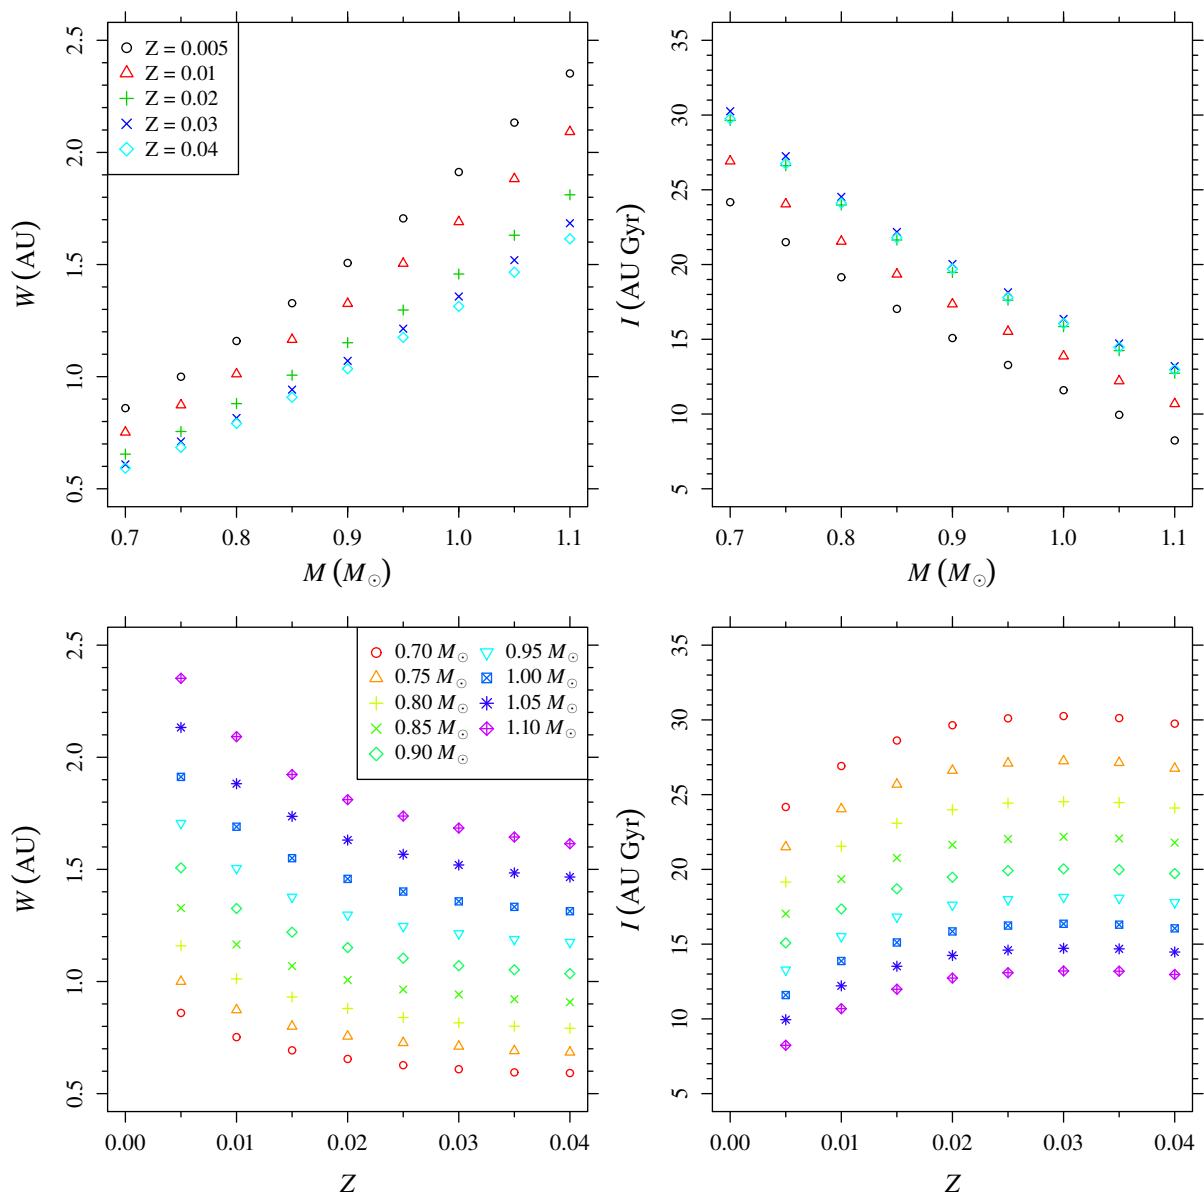 2.5
2.0
1.5
1.0
0.5
W (AU)
Z = 0.005
Z = 0.01
Z = 0.02
Z = 0.03
Z = 0.04
0.7 0.8 0.9 1.0 1.1
M (M☉)
35
30
25
20
15
10
5
I (AU Gyr)
0.7 0.8 0.9 1.0 1.1
M (M☉)
2.5
2.0
1.5
1.0
0.5
W (AU)
0.70 M☉ 0.95 M☉
0.75 M☉ 1.00 M☉
0.80 M☉ 1.05 M☉
0.85 M☉ 1.10 M☉
0.90 M☉
0.00 0.01 0.02 0.03 0.04
Z
35
30
25
20
15
10
5
I (AU Gyr)
0.00 0.01 0.02 0.03 0.04
Z